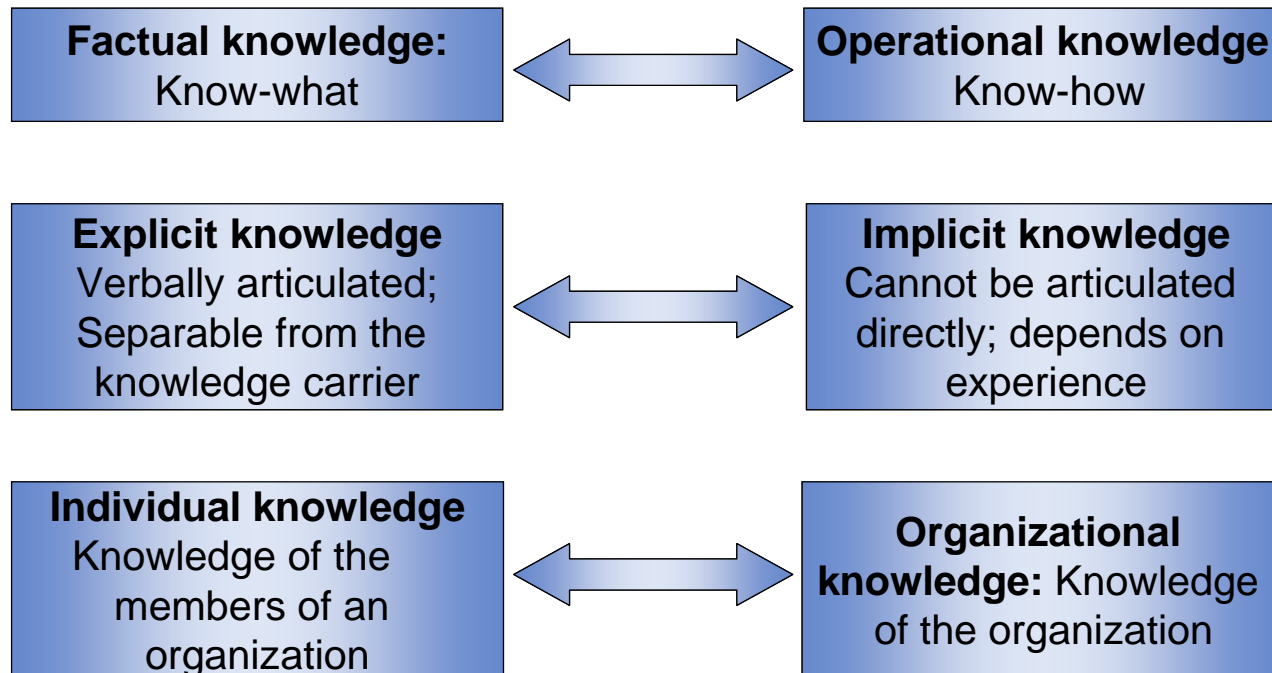 Factual knowledge:
Know-what
Operational knowledge
Know-how
Explicit knowledge
Verbally articulated;
Separable from the
knowledge carrier
Implicit knowledge
Cannot be articulated
directly; depends on
experience
Individual knowledge
Knowledge of the
members of an
organization
Organizational
knowledge: Knowledge
of the organization